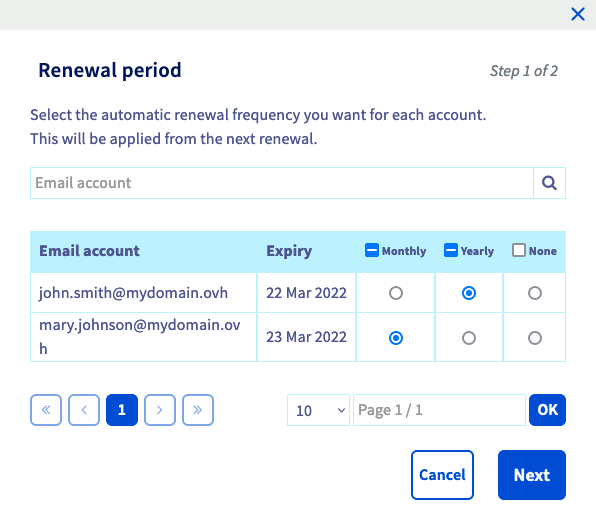 Renewal period
Step 1 of 2
Select the automatic renewal frequency you want for each account.
This will be applied from the next renewal.
Email account
Email account Expiry Monthly Yearly None
john.smith@mydomain.ovh 22 Mar 2022
mary.johnson@mydomain.ov
h
23 Mar 2022
« ‹ 1 › » 10 Page 1 / 1 OK
Cancel Next